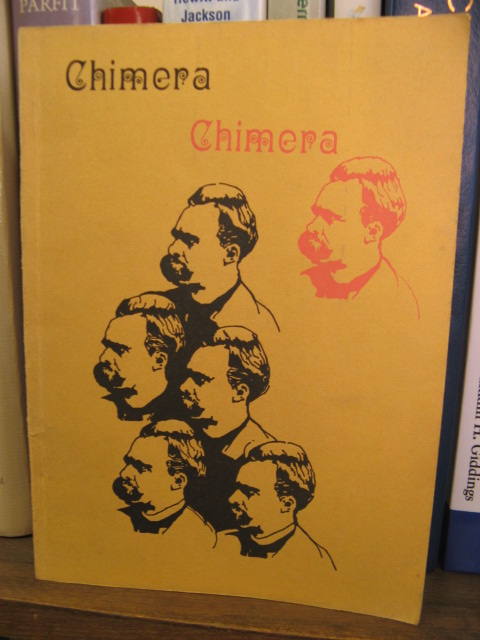 PARFIT
Jackson
Chimera
Chimera
H. Giddings